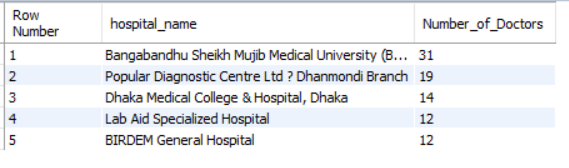 Row Number hospital_name Number_of_Doctors
1 Bangabandhu Sheikh Mujib Medical University (B... 31
2 Popular Diagnostic Centre Ltd ? Dhanmondi Branch 19
3 Dhaka Medical College & Hospital, Dhaka 14
4 Lab Aid Specialized Hospital 12
5 BIRDEM General Hospital 12